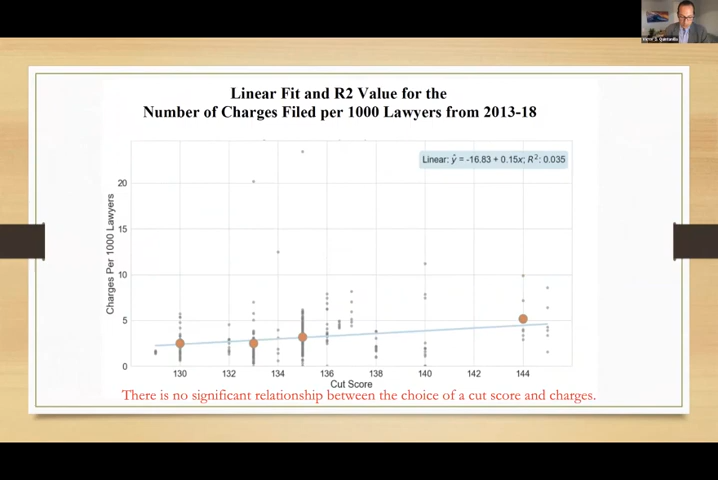 Victor D. Quintanilla
Linear Fit and R2 Value for the
Number of Charges Filed per 1000 Lawyers from 2013-18
Linear: ŷ = -16.83 + 0.15x; R²: 0.035
Charges Per 1000 Lawyers
20
15
10
5
0
130 132 134 136 138 140 142 144
Cut Score
There is no significant relationship between the choice of a cut score and charges.